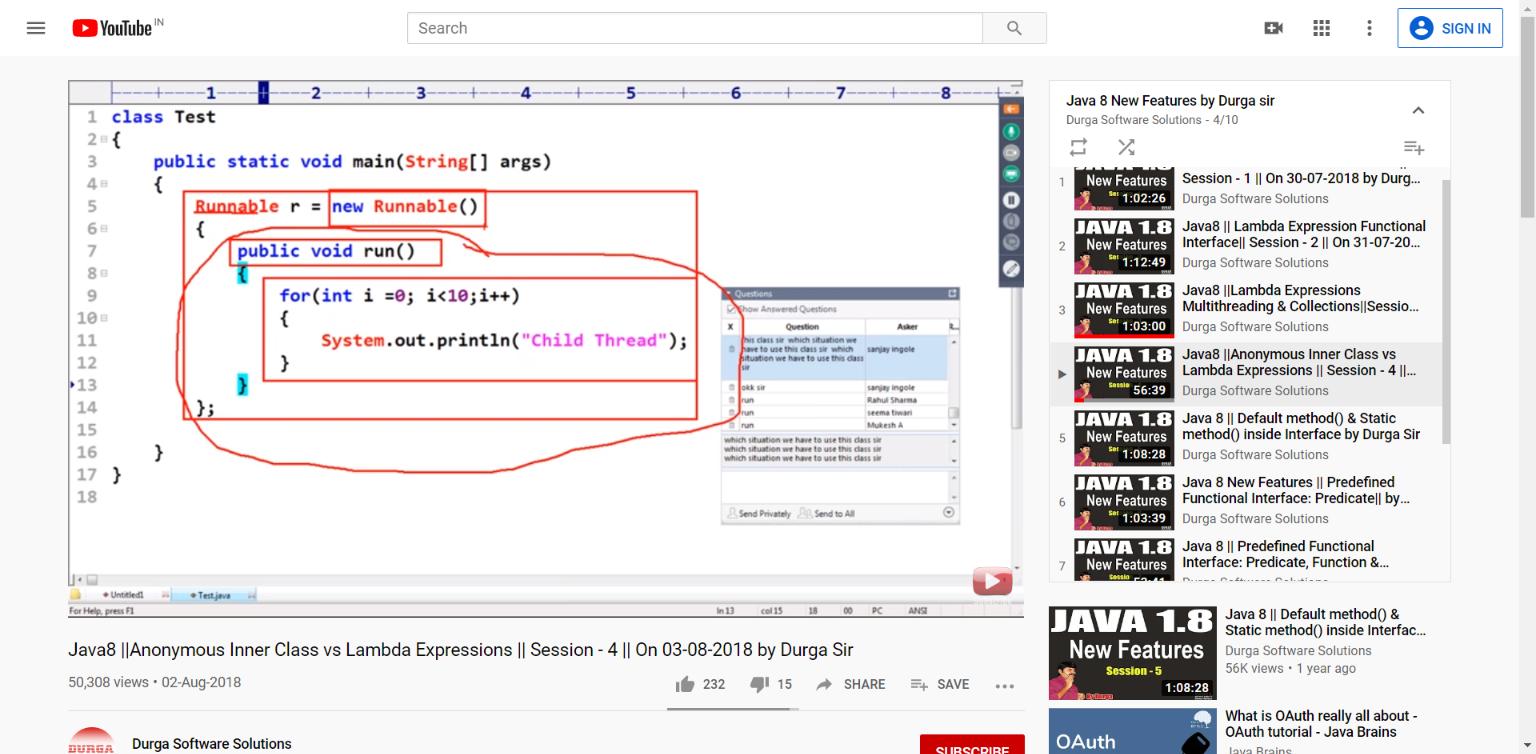 YouTube IN
Search
SIGN IN
1 2 3 4 5 6 7 8
1 class Test
2 {
3 public static void main(String[] args)
4 {
5 Runnable r = new Runnable()
6 {
7 public void run()
8 {
9 for(int i =0; i<10;i++)
10 {
11 System.out.println("Child Thread");
12 }
13 }
14 };
15
16 }
17 }
18
Questions
Show Answered Questions
X Question Asker R...
this class sir which situation we
have to use this class sir which
situation we have to use this class
sir
sanjay ingole
okk sir sanjay ingole
run Rahul Sharma
run seema tiwari
run Mukesh A
which situation we have to use this class sir
which situation we have to use this class sir
which situation we have to use this class sir
Send Privately Send to All
Untitled1 Test.java
For Help, press F1
ln 13 col 15 18 00 PC ANSI
Java8 ||Anonymous Inner Class vs Lambda Expressions || Session - 4 || On 03-08-2018 by Durga Sir
50,308 views • 02-Aug-2018
232 15 SHARE SAVE
DURGA
Durga Software Solutions
SUBSCRIBE
Java 8 New Features by Durga sir
Durga Software Solutions - 4/10
1
New Features
1:02:26
Session - 1 || On 30-07-2018 by Durg...
Durga Software Solutions
2
JAVA 1.8
New Features
1:12:49
Java8 || Lambda Expression Functional
Interface|| Session - 2 || On 31-07-20...
Durga Software Solutions
3
JAVA 1.8
New Features
1:03:00
Java8 ||Lambda Expressions
Multithreading & Collections||Sessio...
Durga Software Solutions
JAVA 1.8
New Features
56:39
Java8 ||Anonymous Inner Class vs
Lambda Expressions || Session - 4 ||...
Durga Software Solutions
5
JAVA 1.8
New Features
1:08:28
Java 8 || Default method() & Static
method() inside Interface by Durga Sir
Durga Software Solutions
6
JAVA 1.8
New Features
1:03:39
Java 8 New Features || Predefined
Functional Interface: Predicate|| by...
Durga Software Solutions
7
JAVA 1.8
New Features
Java 8 || Predefined Functional
Interface: Predicate, Function &...
JAVA 1.8
New Features
Session - 5
By Durga
1:08:28
Java 8 || Default method() &
Static method() inside Interfac...
Durga Software Solutions
56K views • 1 year ago
OAuth
What is OAuth really all about -
OAuth tutorial - Java Brains
Java Brains